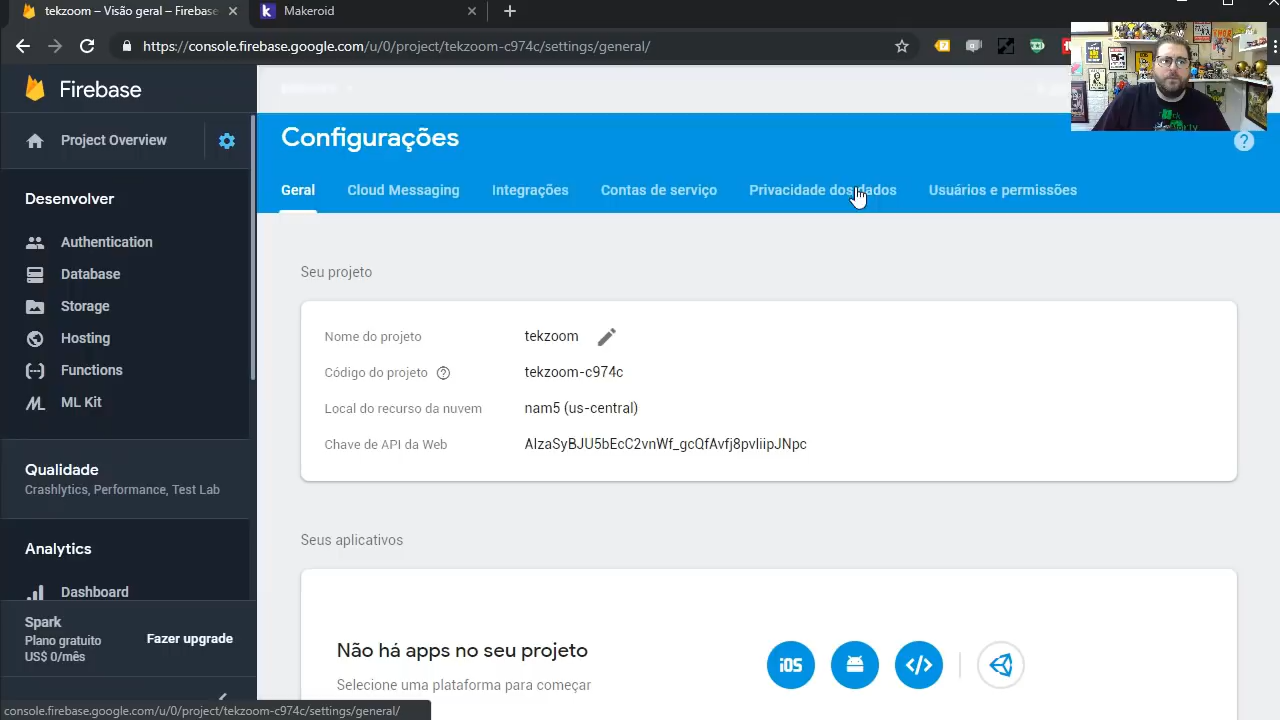 tekzoom – Visão geral – Firebase
Makeroid
https://console.firebase.google.com/u/0/project/tekzoom-c974c/settings/general/
Firebase
Project Overview
Desenvolver
Authentication
Database
Storage
Hosting
Functions
ML Kit
Qualidade
Crashlytics, Performance, Test Lab
Analytics
Dashboard
Spark
Plano gratuito
US$ 0/mês
Fazer upgrade
Configurações
Geral
Cloud Messaging
Integrações
Contas de serviço
Privacidade dos dados
Usuários e permissões
Seu projeto
Nome do projeto
tekzoom
Código do projeto
tekzoom-c974c
Local do recurso da nuvem
nam5 (us-central)
Chave de API da Web
AIzaSyBJU5bEcC2vnWf_gcQfAvfj8pvIiipJNpc
Seus aplicativos
Não há apps no seu projeto
Selecione uma plataforma para começar
iOS
console.firebase.google.com/u/0/project/tekzoom-c974c/settings/general/